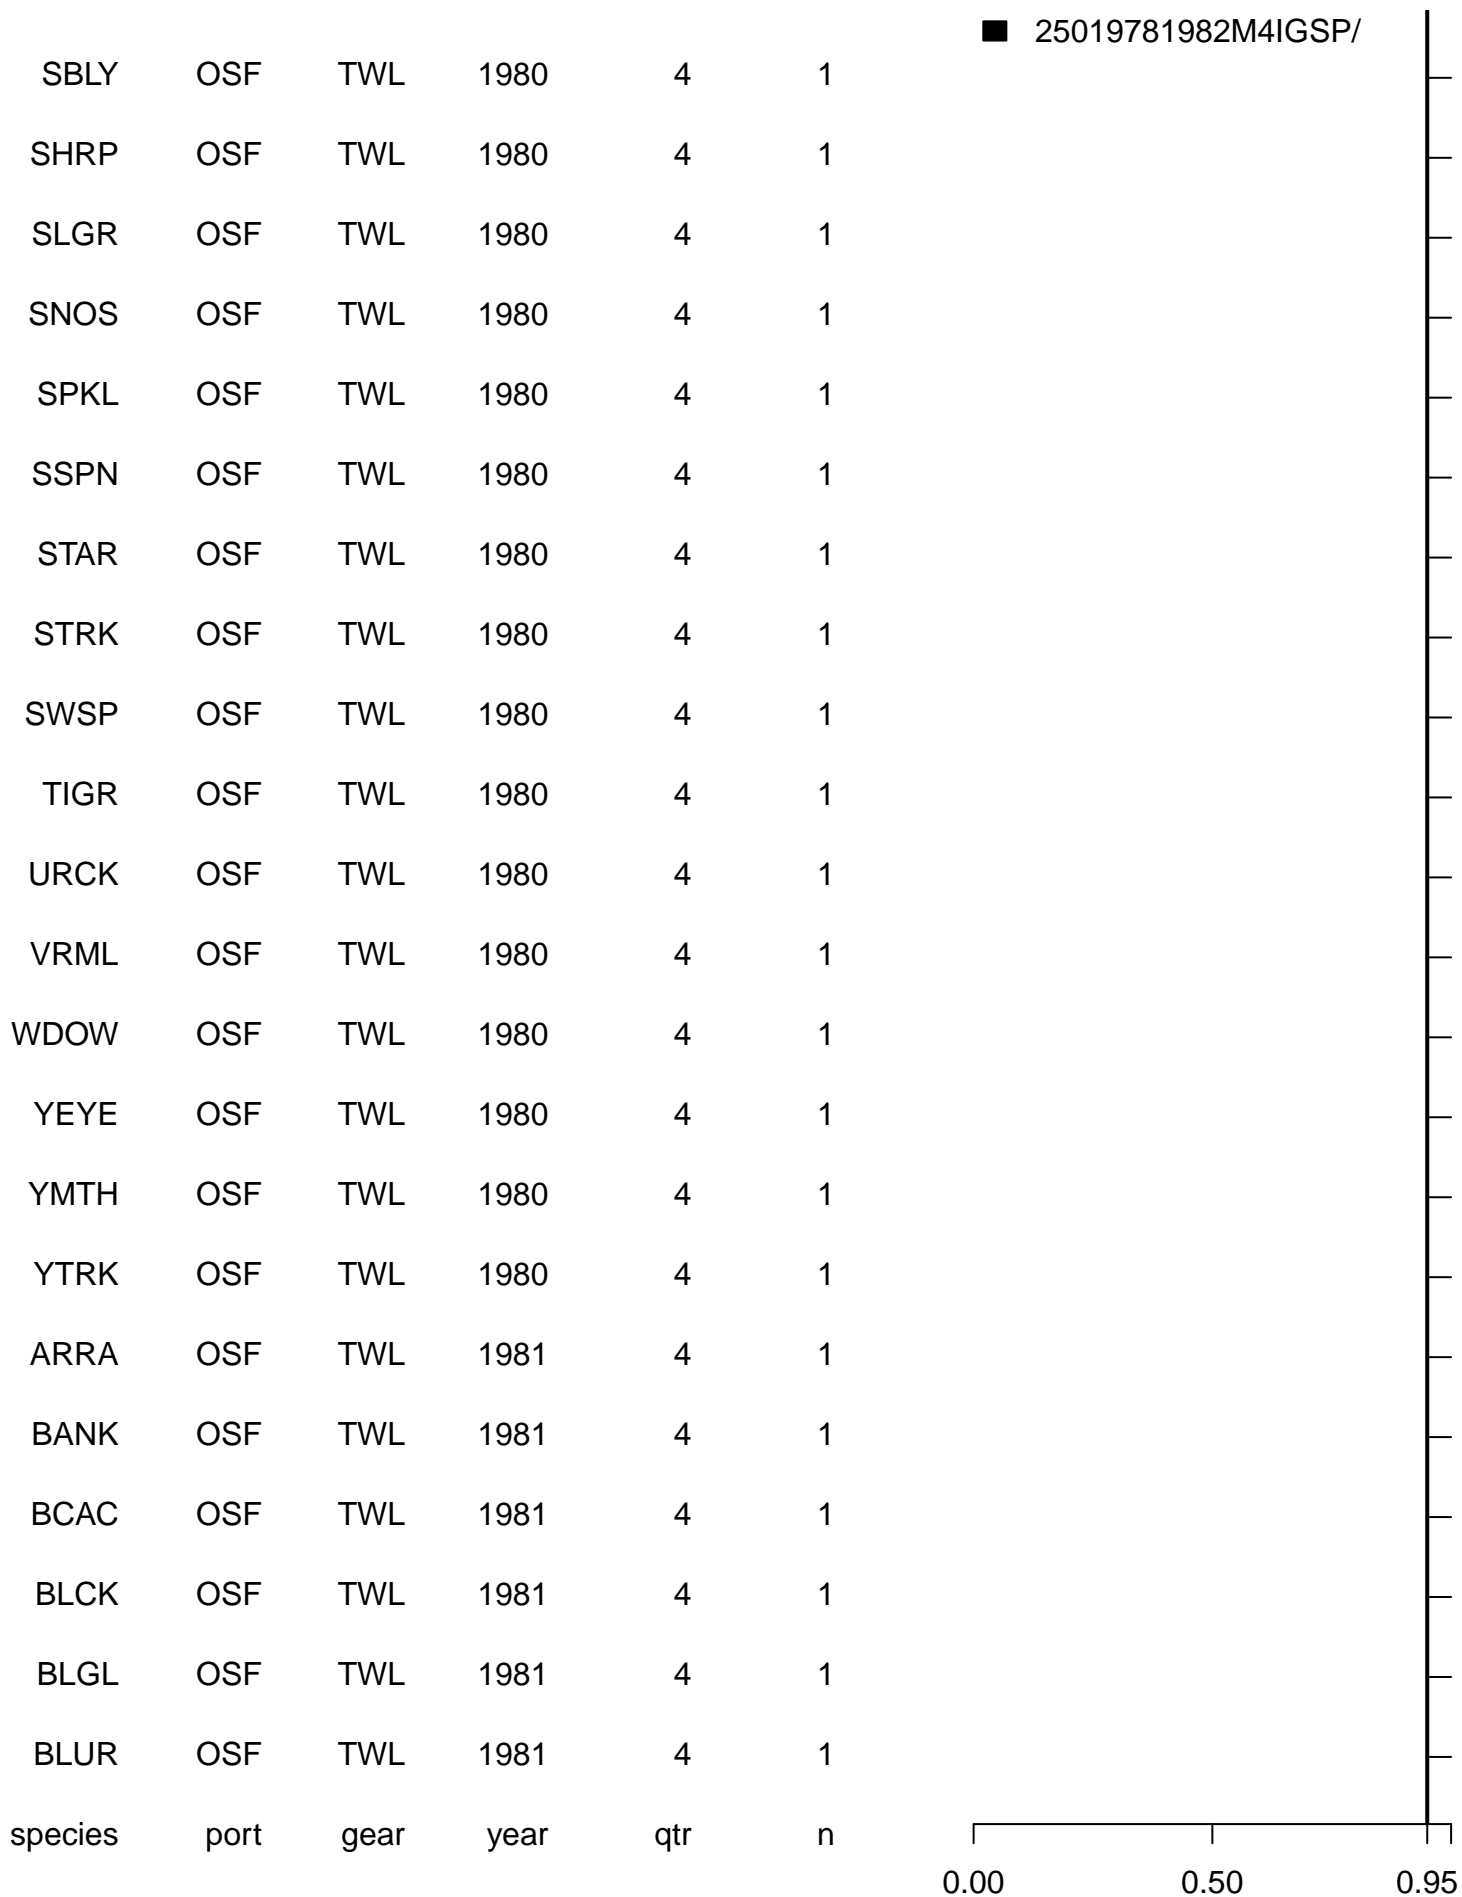 25019781982M4IGSP/
SBLY OSF TWL 1980 4 1
SHRP OSF TWL 1980 4 1
SLGR OSF TWL 1980 4 1
SNOS OSF TWL 1980 4 1
SPKL OSF TWL 1980 4 1
SSPN OSF TWL 1980 4 1
STAR OSF TWL 1980 4 1
STRK OSF TWL 1980 4 1
SWSP OSF TWL 1980 4 1
TIGR OSF TWL 1980 4 1
URCK OSF TWL 1980 4 1
VRML OSF TWL 1980 4 1
WDOW OSF TWL 1980 4 1
YEYE OSF TWL 1980 4 1
YMTH OSF TWL 1980 4 1
YTRK OSF TWL 1980 4 1
ARRA OSF TWL 1981 4 1
BANK OSF TWL 1981 4 1
BCAC OSF TWL 1981 4 1
BLCK OSF TWL 1981 4 1
BLGL OSF TWL 1981 4 1
BLUR OSF TWL 1981 4 1
species port gear year qtr n
0.00 0.50 0.95